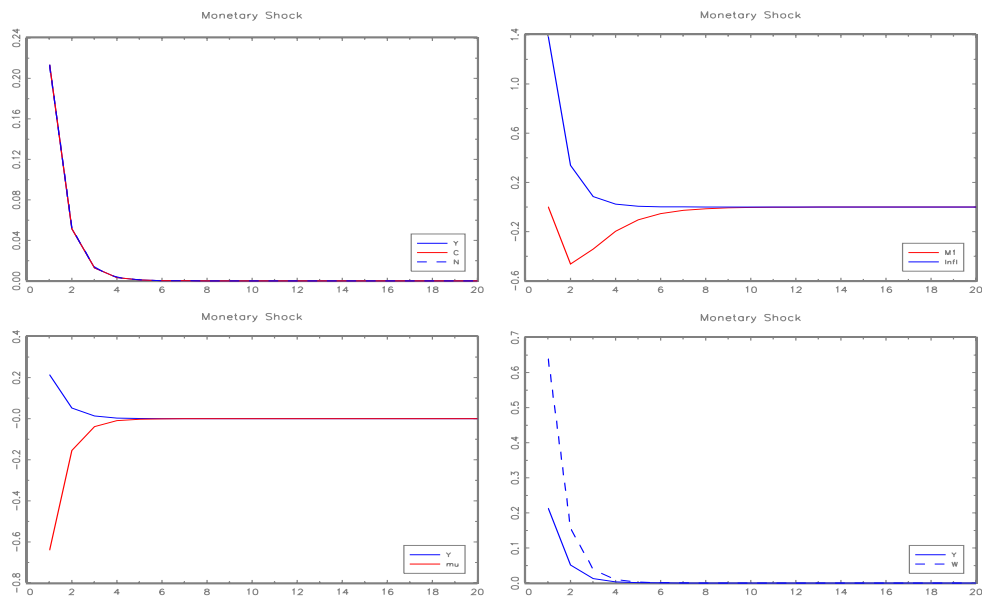 Monetary Shock
0.24
0.20
0.16
0.12
0.08
0.04
0.00
0 2 4 6 8 10 12 14 16 18 20
Y
C
N
Monetary Shock
1.4
1.0
0.6
0.2
−0.2
−0.6
0 2 4 6 8 10 12 14 16 18 20
M1
Infl
Monetary Shock
0.4
0.2
−0.0
−0.2
−0.4
−0.6
−0.8
0 2 4 6 8 10 12 14 16 18 20
Y
mu
Monetary Shock
0.7
0.6
0.5
0.4
0.3
0.2
0.1
0.0
0 2 4 6 8 10 12 14 16 18 20
Y
W